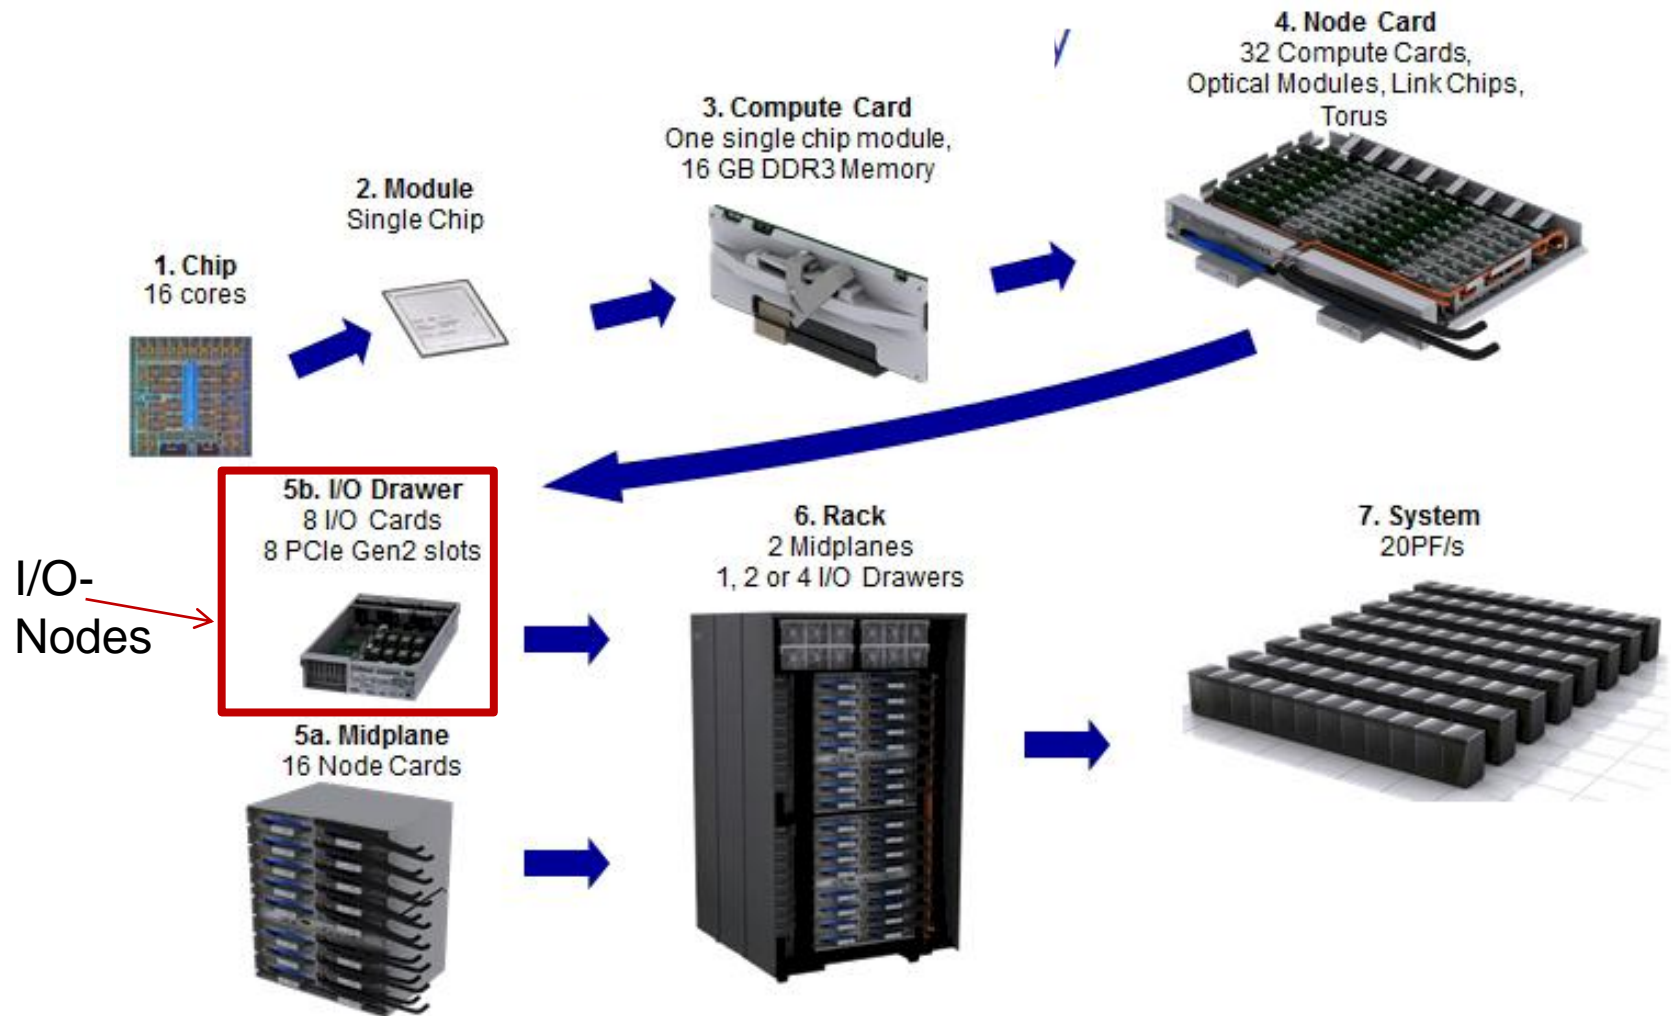 1. Chip
16 cores
2. Module
Single Chip
3. Compute Card
One single chip module,
16 GB DDR3 Memory
y
4. Node Card
32 Compute Cards,
Optical Modules, Link Chips,
Torus
I/O-
Nodes
5b. I/O Drawer
8 I/O Cards
8 PCIe Gen2 slots
5a. Midplane
16 Node Cards
6. Rack
2 Midplanes
1, 2 or 4 I/O Drawers
7. System
20PF/s